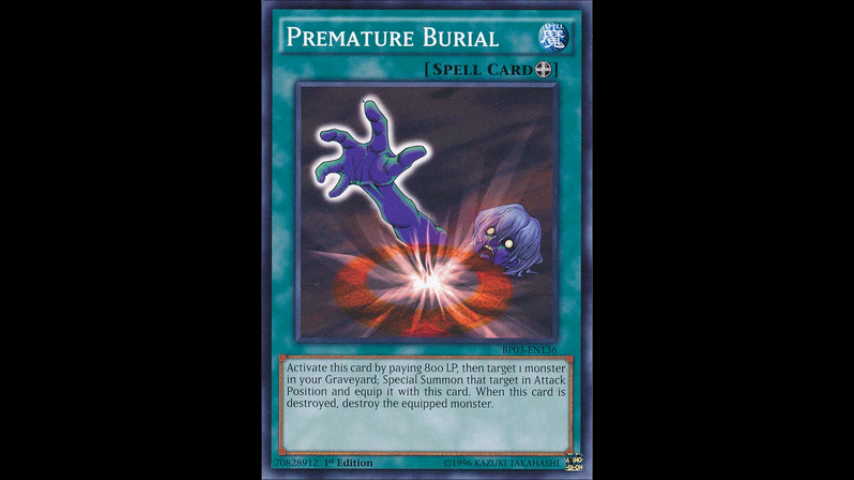 PREMATURE BURIAL
[SPELL CARD]
BP03-EN136
Activate this card by paying 800 LP, then target 1 monster
in your Graveyard; Special Summon that target in Attack
Position and equip it with this card. When this card is
destroyed, destroy the equipped monster.
70828912 1st Edition ©1996 KAZUKI TAKAHASHI